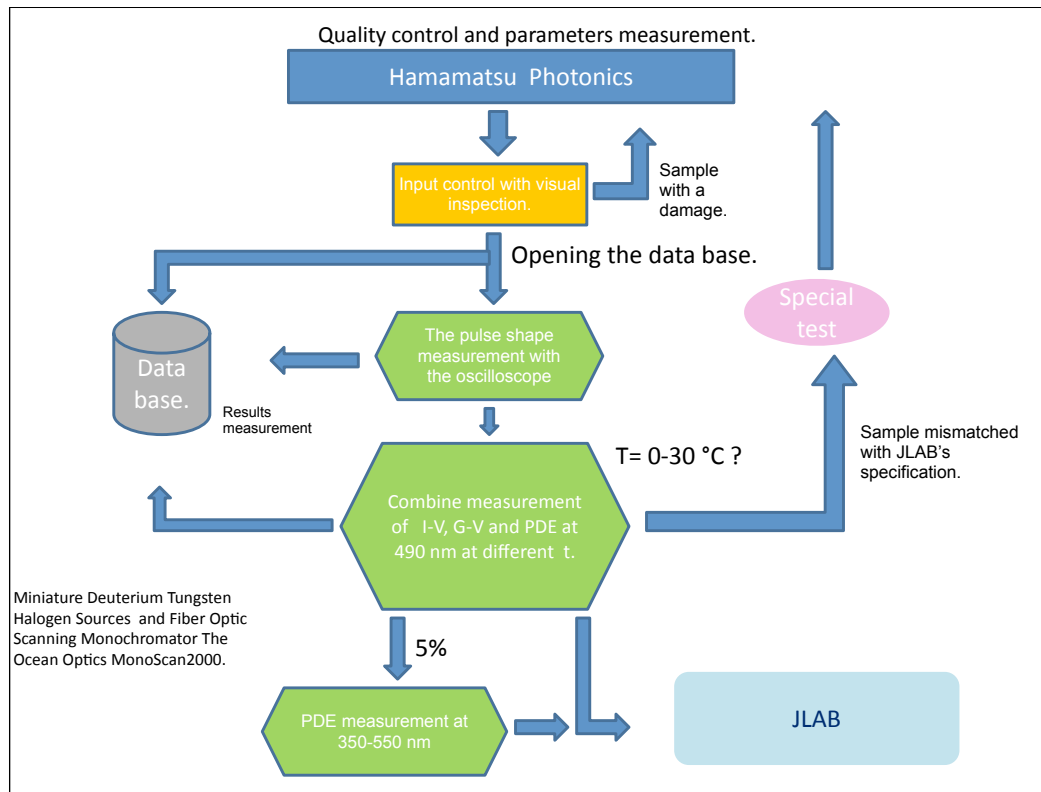 Quality control and parameters measurement.
Hamamatsu Photonics
Input control with visual
inspection.
Sample
with a
damage.
Opening the data base.
Special
test
The pulse shape
measurement with
the oscilloscope
Data
base.
Results
measurement
T= 0-30 °C ?
Sample mismatched
with JLAB's
specification.
Combine measurement
of I-V, G-V and PDE at
490 nm at different t.
Miniature Deuterium Tungsten
Halogen Sources and Fiber Optic
Scanning Monochromator The
Ocean Optics MonoScan2000.
5%
PDE measurement at
350-550 nm
JLAB